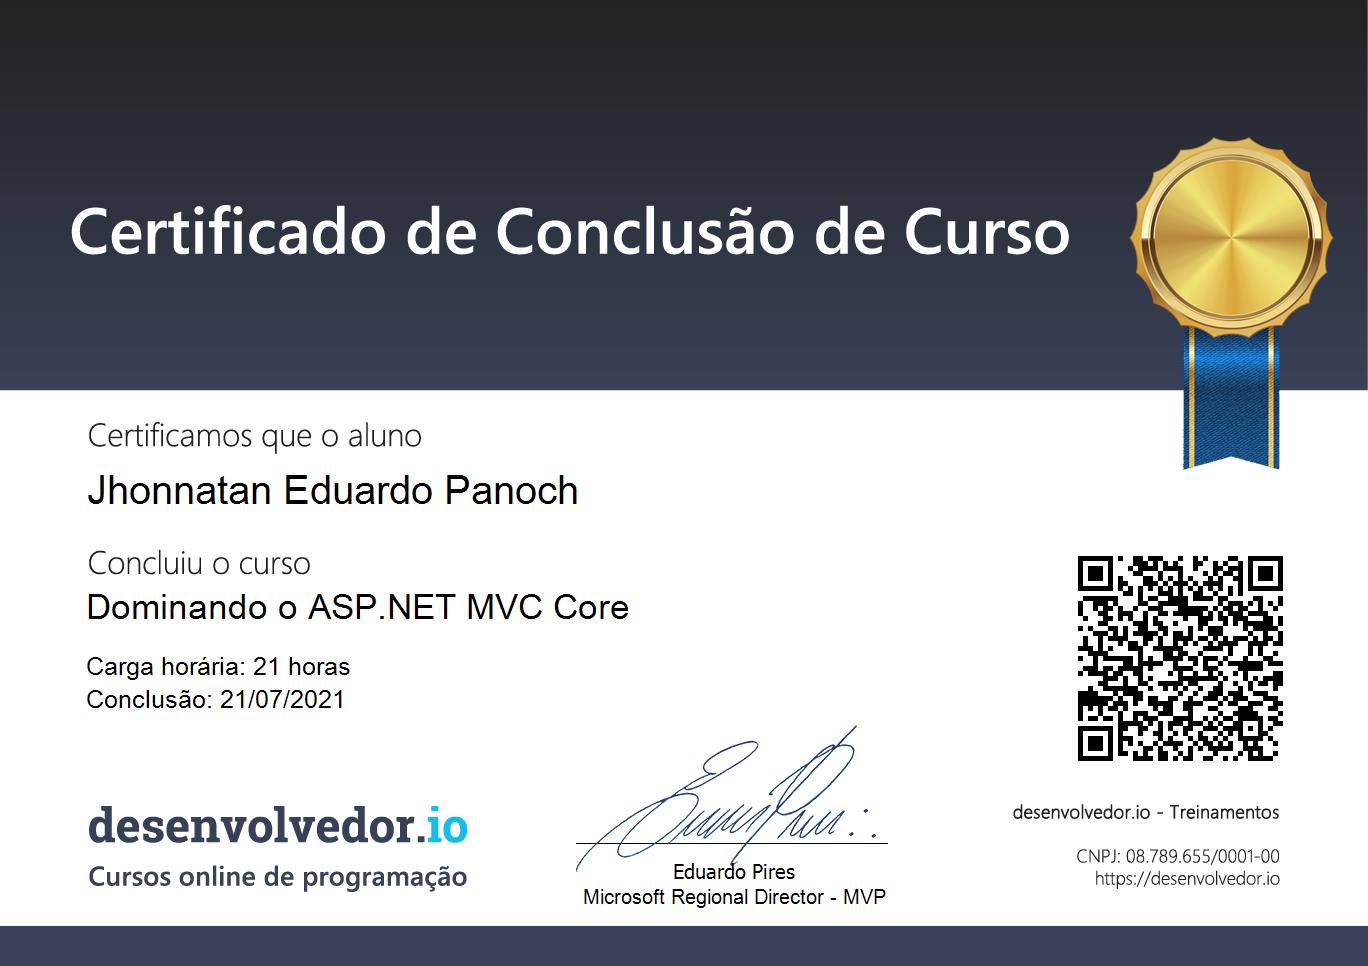 Certificado de Conclusão de Curso
Certificamos que o aluno
Jhonnatan Eduardo Panoch
Concluiu o curso
Dominando o ASP.NET MVC Core
Carga horária: 21 horas
Conclusão: 21/07/2021
desenvolvedor.io
Cursos online de programação
Eduardo Pires
Microsoft Regional Director - MVP
desenvolvedor.io - Treinamentos
CNPJ: 08.789.655/0001-00
https://desenvolvedor.io